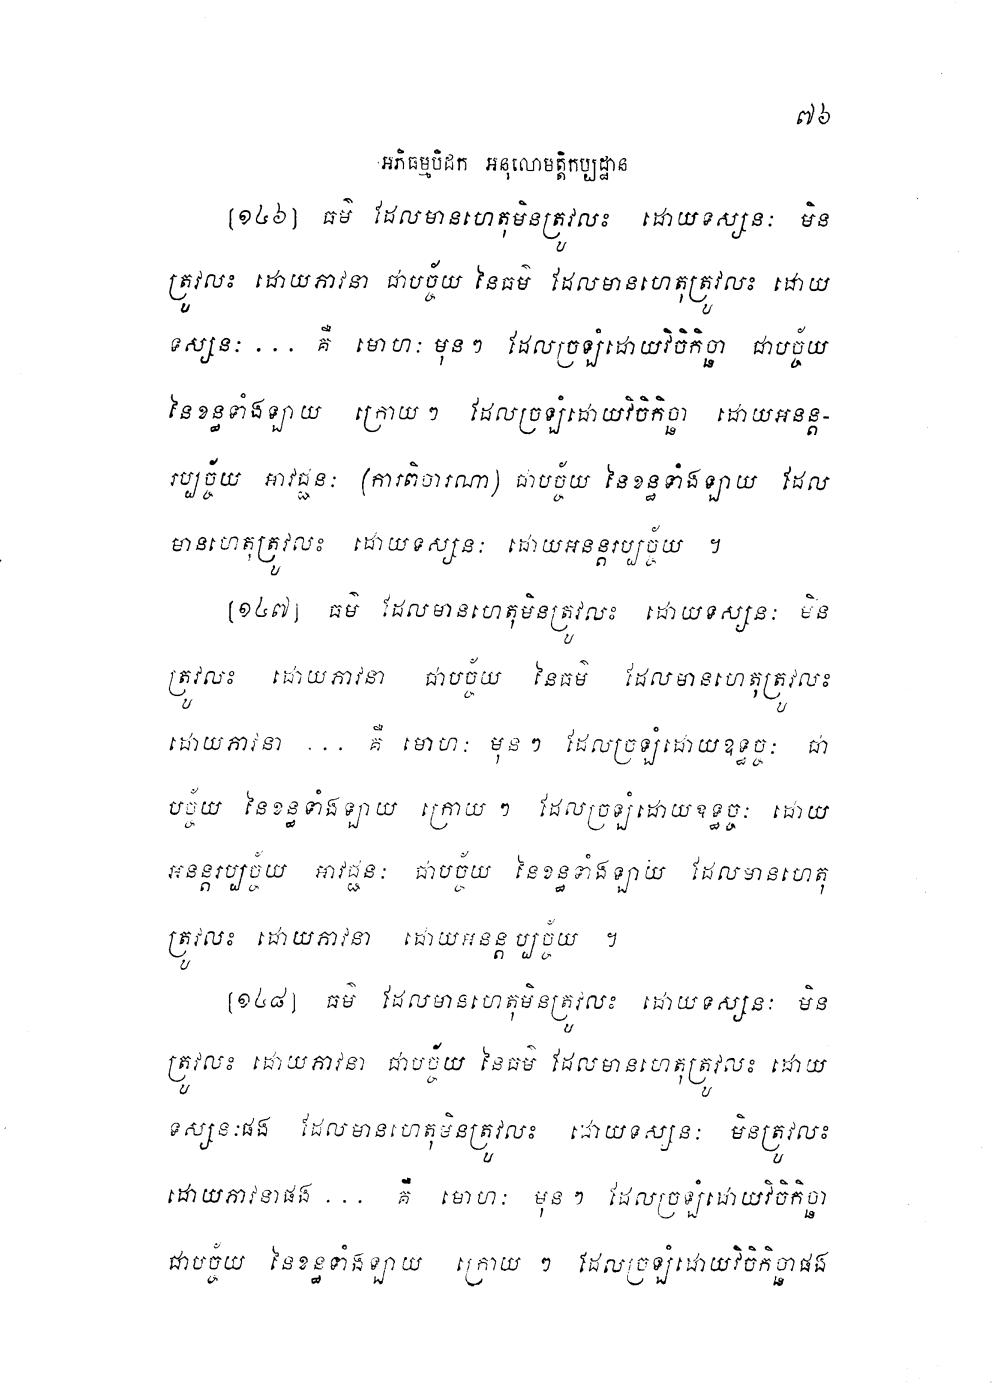 ៧៦
អភិធម្មបិដក អនុលោមត្តិកប្បដ្ឋាន
[១៤៦] ធម៌ ដែលមានហេតុមិនត្រូវលះ ដោយទស្សនៈ មិន
ត្រូវលះ ដោយភាវនា ជាបច្ច័យ នៃធម៌ ដែលមានហេតុត្រូវលះ ដោយ
ទស្សនៈ ... គឺ មោហៈ មុនៗ ដែលច្រឡំដោយវិចិកិច្ឆា ជាបច្ច័យ
នៃខន្ធទាំងឡាយ ក្រោយៗ ដែលច្រឡំដោយវិចិកិច្ឆា ដោយអនន្ត-
រប្បច្ច័យ អាវជ្ជនៈ (ការពិចារណា) ជាបច្ច័យ នៃខន្ធទាំងឡាយ ដែល
មានហេតុត្រូវលះ ដោយទស្សនៈ ដោយអនន្តរប្បច្ច័យ ។
[១៤៧] ធម៌ ដែលមានហេតុមិនត្រូវលះ ដោយទស្សនៈ មិន
ត្រូវលះ ដោយភាវនា ជាបច្ច័យ នៃធម៌ ដែលមានហេតុត្រូវលះ
ដោយភាវនា ... គឺ មោហៈ មុនៗ ដែលច្រឡំដោយឧទ្ធច្ចៈ ជា
បច្ច័យ នៃខន្ធទាំងឡាយ ក្រោយ ៗ ដែលច្រឡំដោយឧទ្ធច្ចៈ ដោយ
អនន្តរប្បច្ច័យ អាវជ្ជនៈ ជាបច្ច័យ នៃខន្ធទាំងឡាយ ដែលមានហេតុ
ត្រូវលះ ដោយភាវនា ដោយអនន្ត ប្បច្ច័យ ។
[១៤៨] ធម៌ ដែលមានហេតុមិនត្រូវលះ ដោយទស្សនៈ មិន
ត្រូវលះ ដោយភាវនា ជាបច្ច័យ នៃធម៌ ដែលមានហេតុត្រូវលះ ដោយ
ទស្សនៈផង ដែលមានហេតុមិនត្រូវលះ ដោយទស្សនៈ មិនត្រូវលះ
ដោយភាវនាផង ... គឺ មោហៈ មុនៗ ដែលច្រឡំដោយវិចិកិច្ឆា
ជាបច្ច័យ នៃខន្ធទាំងឡាយ ក្រោយ ៗ ដែលច្រឡំដោយវិចិកិច្ឆាផង